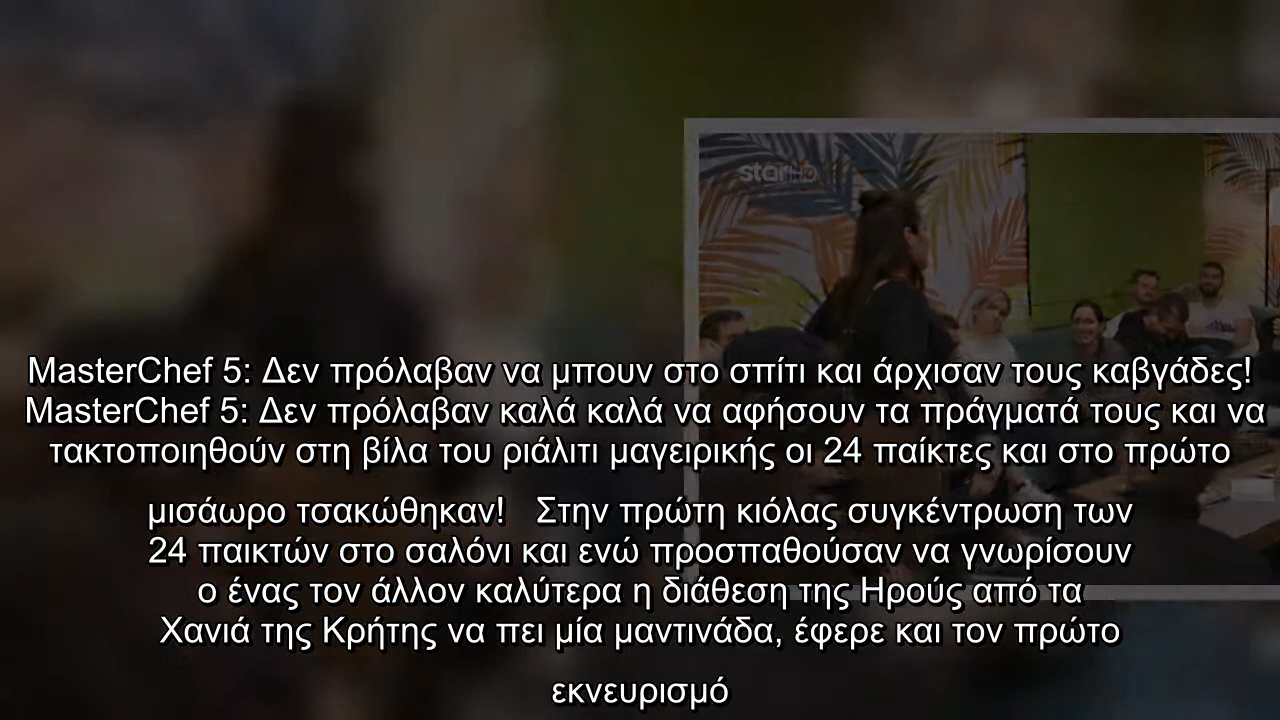 star HD
MasterChef 5: Δεν πρόλαβαν να μπουν στο σπίτι και άρχισαν τους καβγάδες!
MasterChef 5: Δεν πρόλαβαν καλά καλά να αφήσουν τα πράγματά τους και να
τακτοποιηθούν στη βίλα του ριάλιτι μαγειρικής οι 24 παίκτες και στο πρώτο
μισάωρο τσακώθηκαν!   Στην πρώτη κιόλας συγκέντρωση των
24 παικτών στο σαλόνι και ενώ προσπαθούσαν να γνωρίσουν
ο ένας τον άλλον καλύτερα η διάθεση της Ηρούς από τα
Χανιά της Κρήτης να πει μία μαντινάδα, έφερε και τον πρώτο
εκνευρισμό